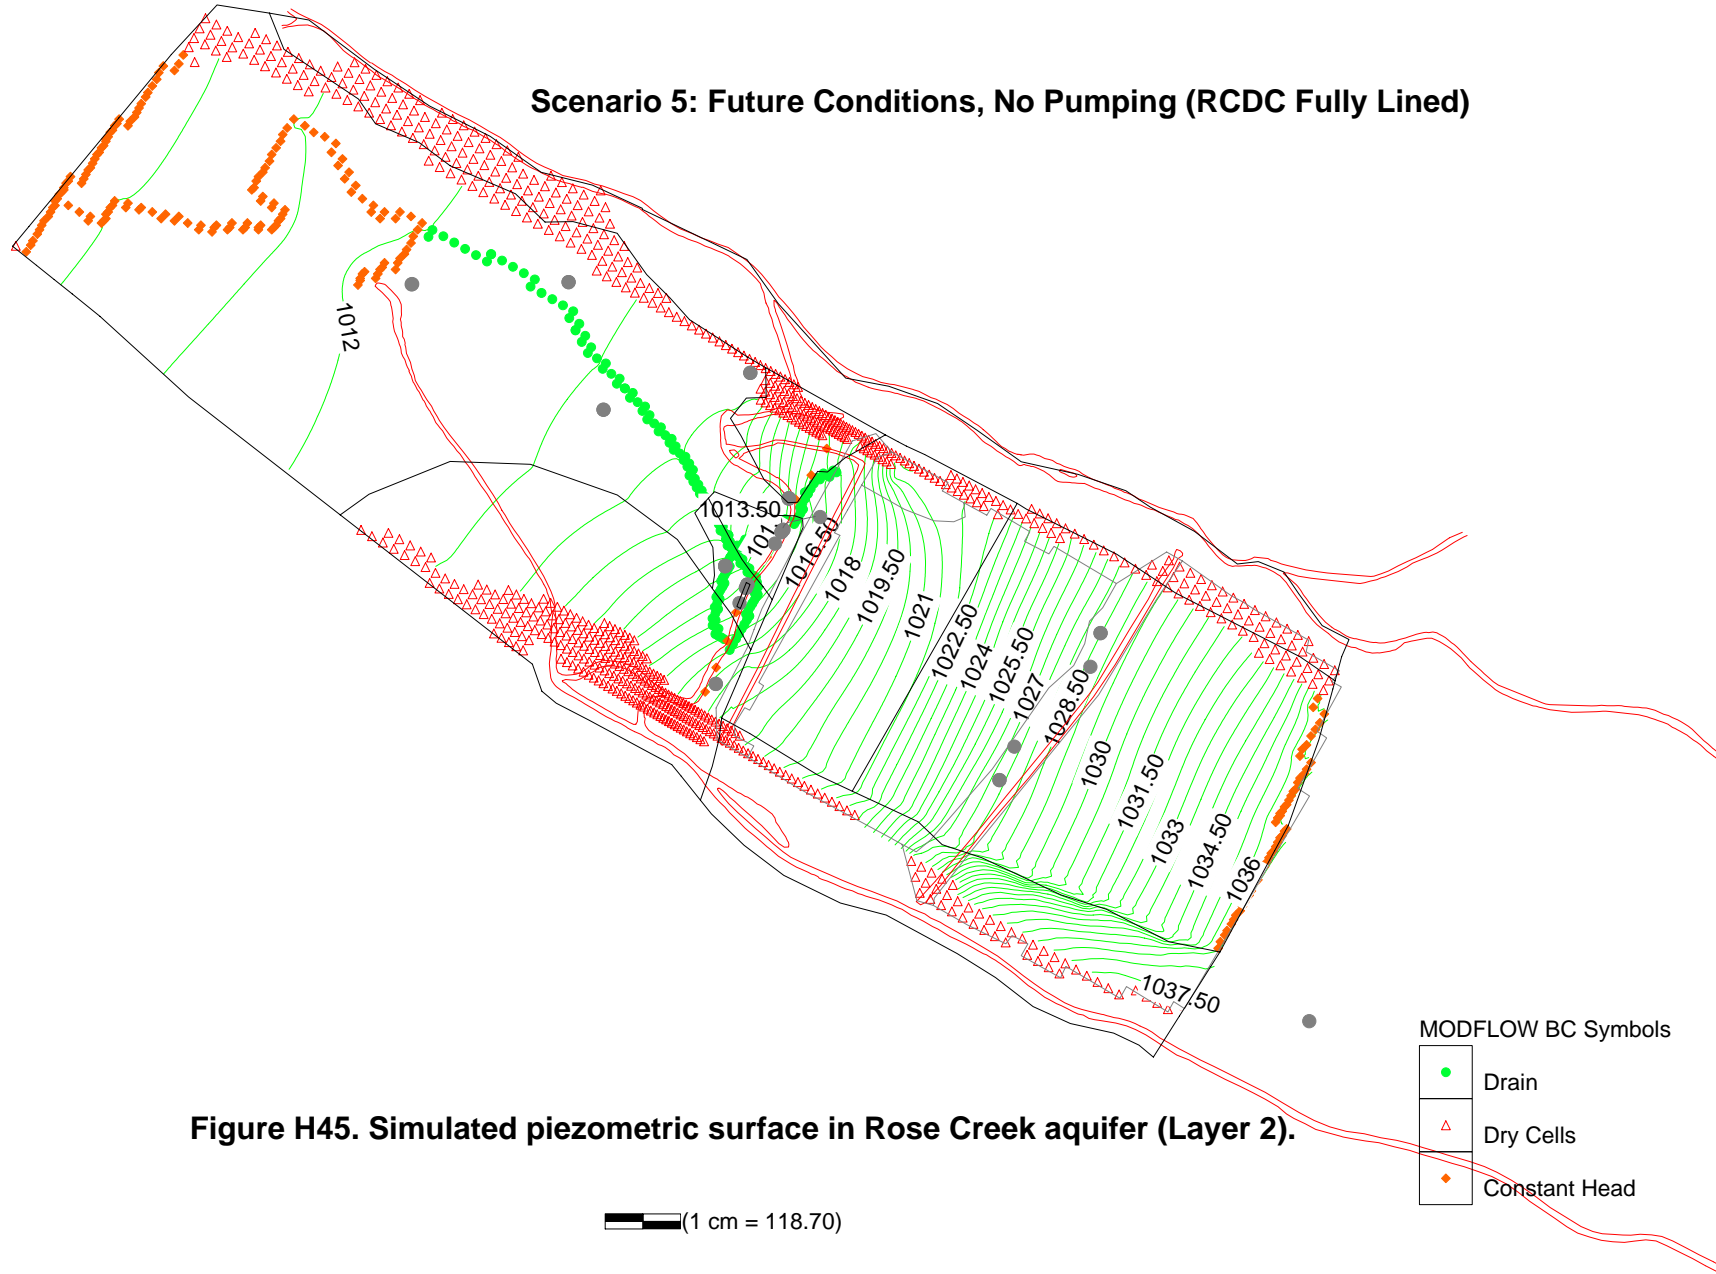 Scenario 5: Future Conditions, No Pumping (RCDC Fully Lined)
1012
1013.50
1016.50
1018
1019.50
1021
1022.50
1024
1025.50
1027
1028.50
1030
1031.50
1033
1034.50
1036
1037.50
MODFLOW BC Symbols
Drain
Dry Cells
Constant Head
Figure H45. Simulated piezometric surface in Rose Creek aquifer (Layer 2).
(1 cm = 118.70)